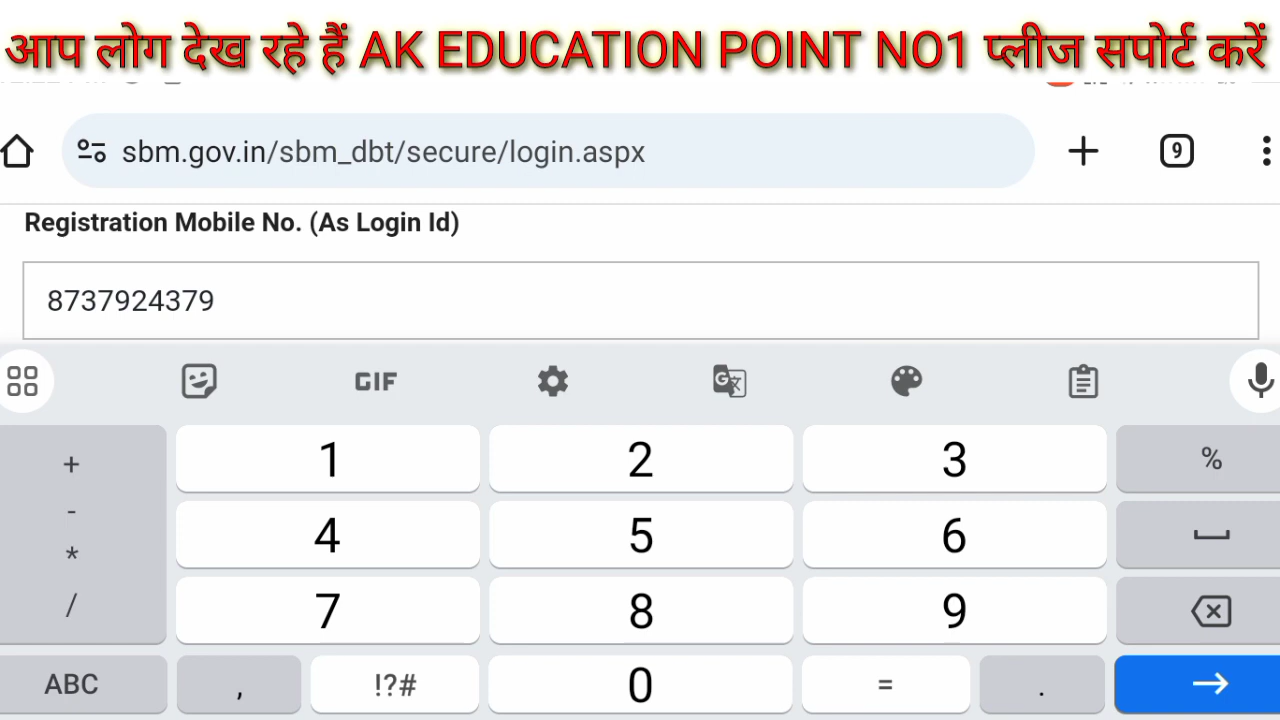 आप लोग देख रहे हैं AK EDUCATION POINT NO1 प्लीज सपोर्ट करें
sbm.gov.in/sbm_dbt/secure/login.aspx
9
Registration Mobile No. (As Login Id)
8737924379
GIF
+ 1 2 3 %
-
* 4 5 6
/ 7 8 9
ABC , !?# 0 = .